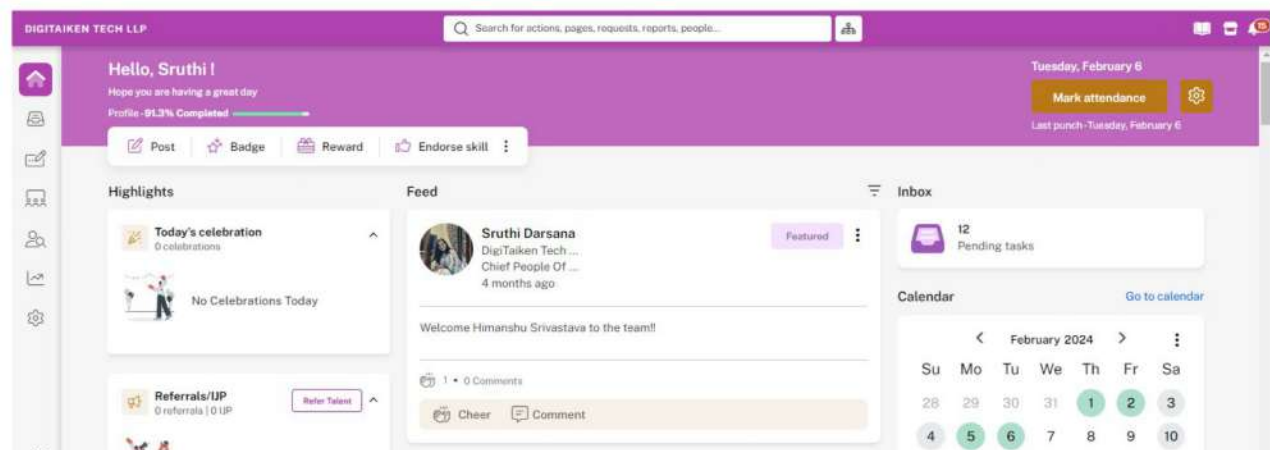 DIGITAIKEN TECH LLP
Search for actions, pages, requests, reports, people...
15
Hello, Sruthi !
Hope you are having a great day
Profile -91.3% Completed
Tuesday, February 6
Mark attendance
Last punch-Tuesday, February 6
Post
Badge
Reward
Endorse skill
Highlights
Today's celebration
0 celebrations
No Celebrations Today
Referrals/IJP
0 referrals | 0 IJP
Refer Talent
Feed
Sruthi Darsana
DigiTaiken Tech ...
Chief People Of ...
4 months ago
Featured
Welcome Himanshu Srivastava to the team!!
1 • 0 Comments
Cheer
Comment
Inbox
12
Pending tasks
Calendar
Go to calendar
February 2024
Su Mo Tu We Th Fr Sa
28 29 30 31 1 2 3
4 5 6 7 8 9 10